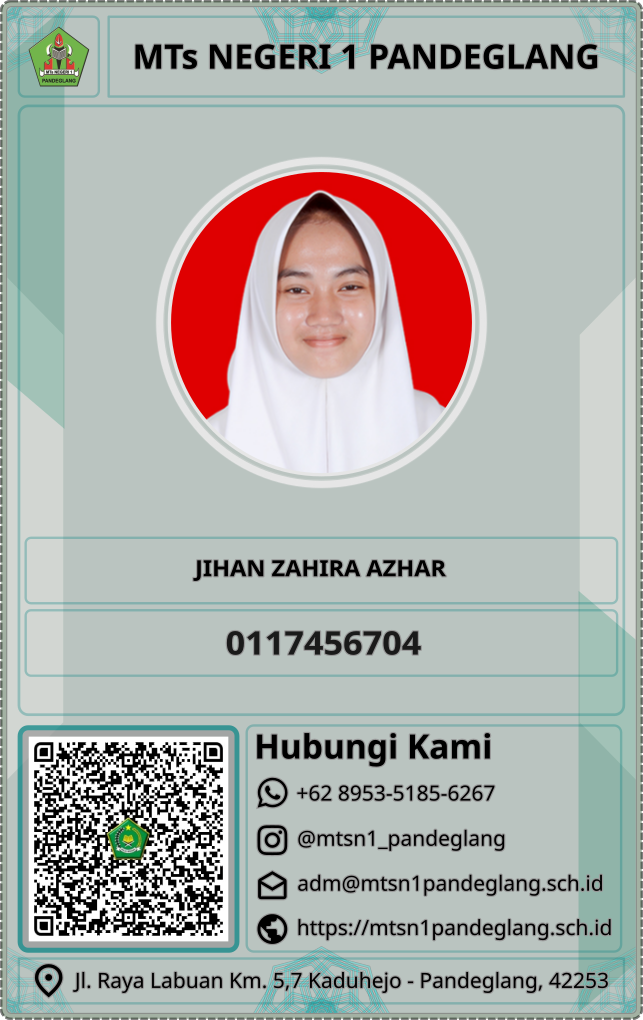 MTs NEGERI 1 PANDEGLANG
MTs NEGERI 1
PANDEGLANG
JIHAN ZAHIRA AZHAR
0117456704
Hubungi Kami
+62 8953-5185-6267
@mtsn1_pandeglang
adm@mtsn1pandeglang.sch.id
https://mtsn1pandeglang.sch.id
Jl. Raya Labuan Km. 5,7 Kaduhejo - Pandeglang, 42253